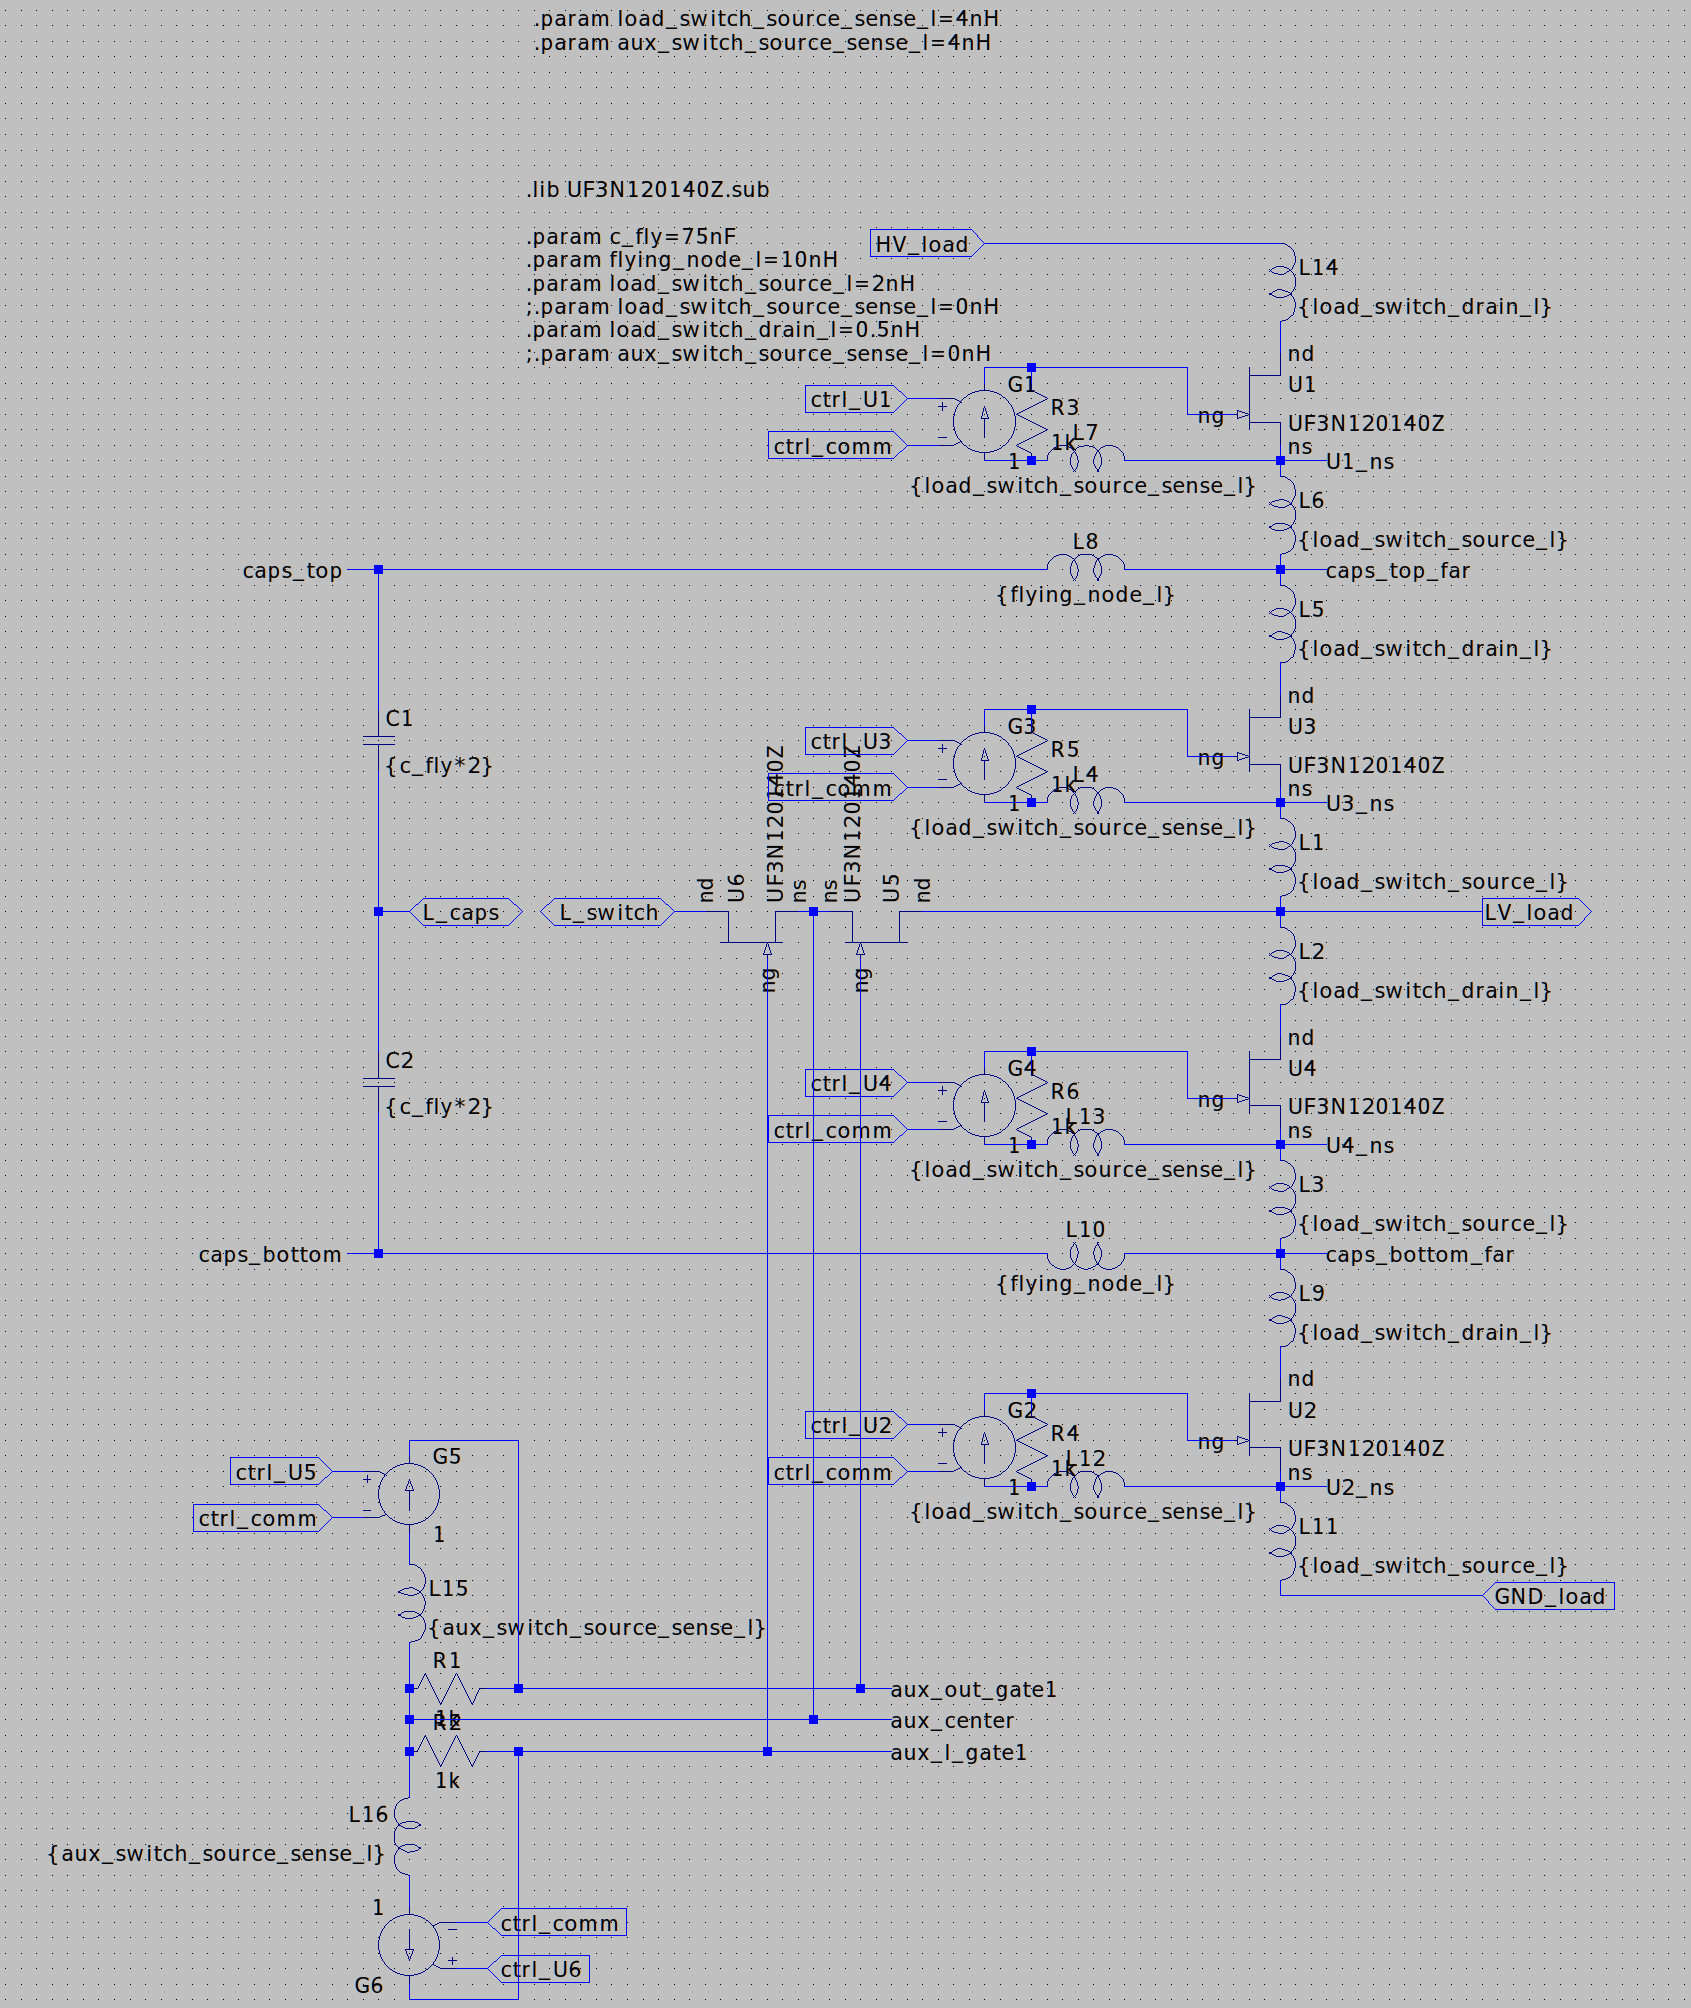 .param load_switch_source_sense_l=4nH
.param aux_switch_source_sense_l=4nH
.lib UF3N120140Z.sub
.param c_fly=75nF
.param flying_node_l=10nH
.param load_switch_source_l=2nH
;.param load_switch_source_sense_l=0nH
.param load_switch_drain_l=0.5nH
;.param aux_switch_source_sense_l=0nH
HV_load
L14
{load_switch_drain_l}
nd
U1
ctrl_U1
+
G1
R3
1k
L7
ng
UF3N120140Z
ns
ctrl_comm
−
1
U1_ns
{load_switch_source_sense_l}
L6
{load_switch_source_l}
L8
caps_top
caps_top_far
{flying_node_l}
L5
{load_switch_drain_l}
nd
U3
C1
{c_fly*2}
ctrl_U3
+
G3
R5
1k
L4
ng
UF3N120140Z
ns
ctrl_comm
−
1
U3_ns
{load_switch_source_sense_l}
L1
{load_switch_source_l}
nd
U6
UF3N120140Z
ns
ns
UF3N120140Z
U5
nd
L_caps
L_switch
LV_load
ng
ng
L2
{load_switch_drain_l}
nd
U4
C2
{c_fly*2}
ctrl_U4
+
G4
R6
1k
L13
ng
UF3N120140Z
ns
ctrl_comm
−
1
U4_ns
{load_switch_source_sense_l}
L3
{load_switch_source_l}
L10
caps_bottom
caps_bottom_far
{flying_node_l}
L9
{load_switch_drain_l}
nd
U2
ctrl_U2
+
G2
R4
1k
L12
ng
UF3N120140Z
ns
ctrl_comm
−
1
U2_ns
{load_switch_source_sense_l}
L11
{load_switch_source_l}
GND_load
G5
ctrl_U5
+
ctrl_comm
−
1
L15
{aux_switch_source_sense_l}
R1
1k
aux_out_gate1
R2
aux_center
1k
aux_l_gate1
L16
{aux_switch_source_sense_l}
1
−
ctrl_comm
+
ctrl_U6
G6